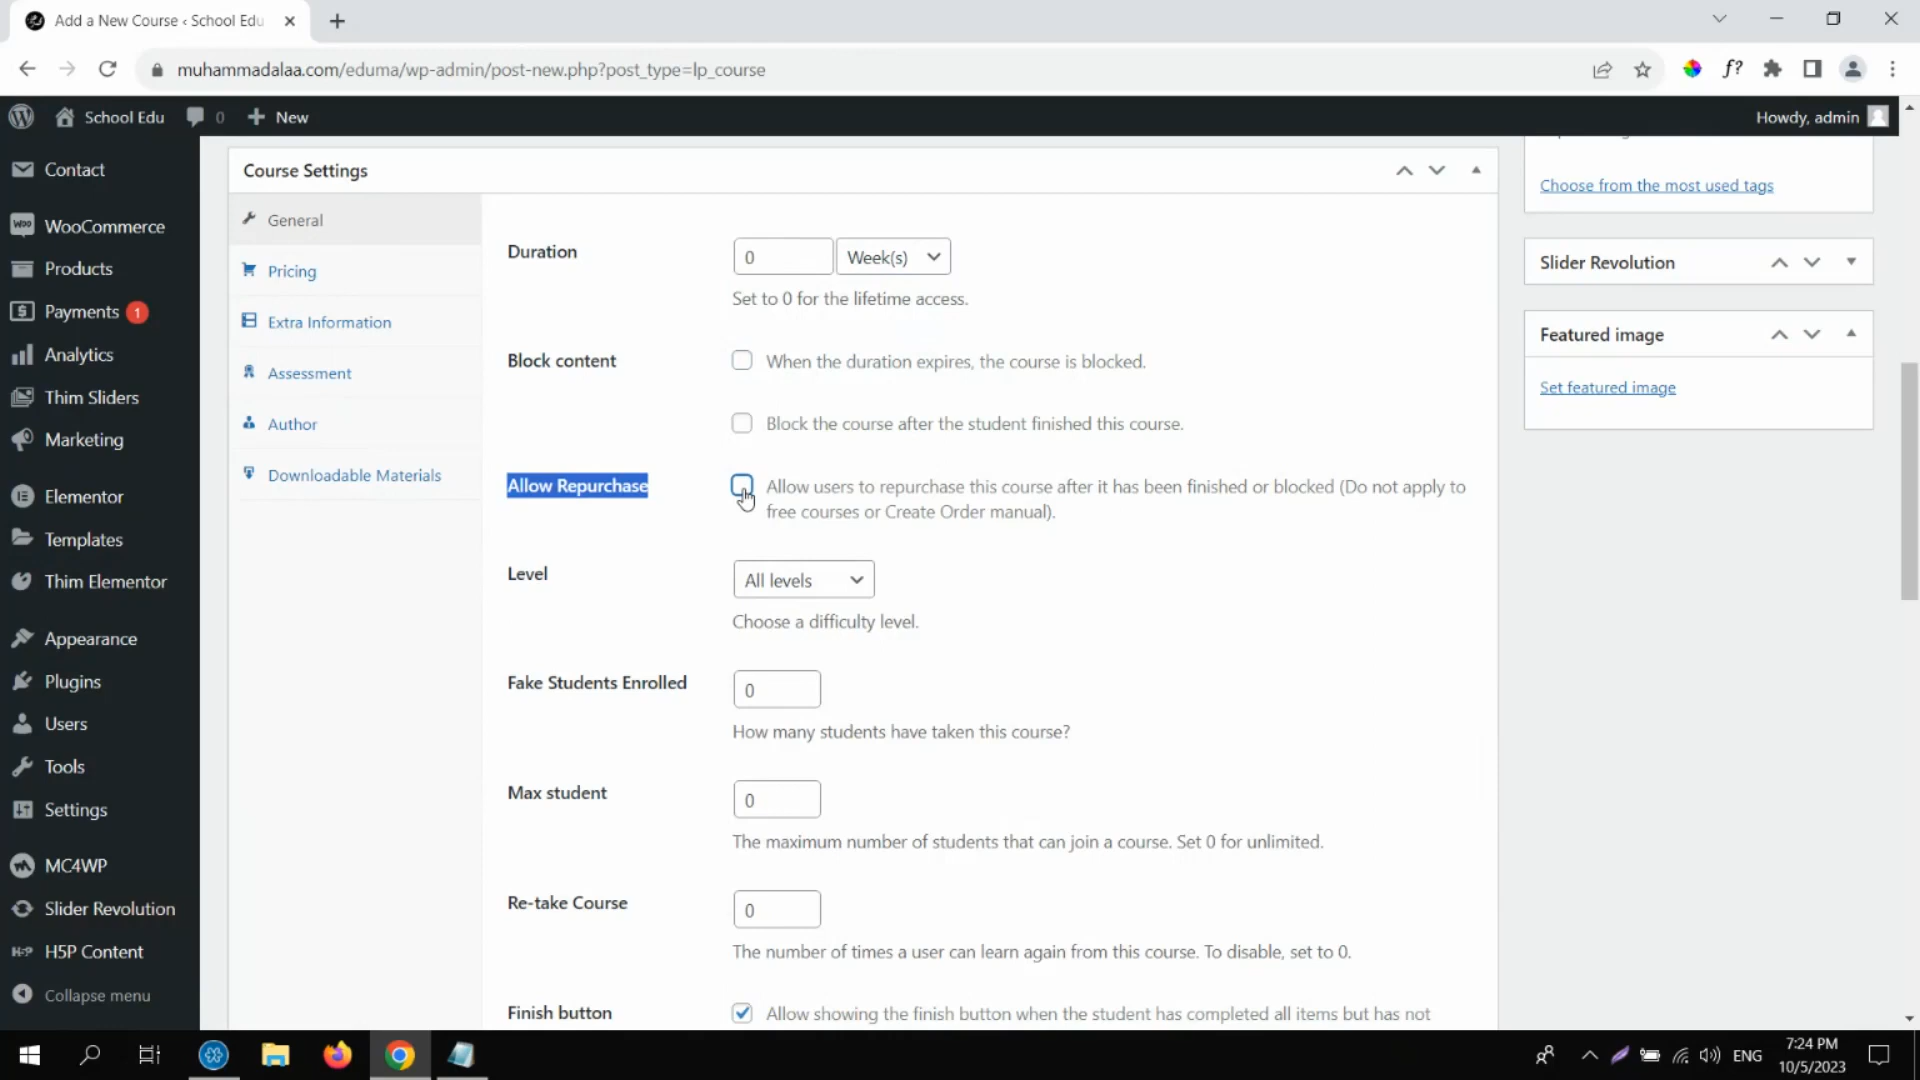 Add a New Course ‹ School Edu
muhammadalaa.com/eduma/wp-admin/post-new.php?post_type=lp_course
f?
School Edu
0
New
Howdy, admin
Contact
WooCommerce
Products
Payments 1
Analytics
Thim Sliders
Marketing
Elementor
Templates
Thim Elementor
Appearance
Plugins
Users
Tools
Settings
MC4WP
Slider Revolution
H5P Content
Collapse menu
Course Settings
General
Pricing
Extra Information
Assessment
Author
Downloadable Materials
Duration
0
Week(s)
Set to 0 for the lifetime access.
Block content
When the duration expires, the course is blocked.
Block the course after the student finished this course.
Allow Repurchase
Allow users to repurchase this course after it has been finished or blocked (Do not apply to
free courses or Create Order manual).
Level
All levels
Choose a difficulty level.
Fake Students Enrolled
0
How many students have taken this course?
Max student
0
The maximum number of students that can join a course. Set 0 for unlimited.
Re-take Course
0
The number of times a user can learn again from this course. To disable, set to 0.
Finish button
Allow showing the finish button when the student has completed all items but has not
Choose from the most used tags
Slider Revolution
Featured image
Set featured image
ENG
7:24 PM
10/5/2023